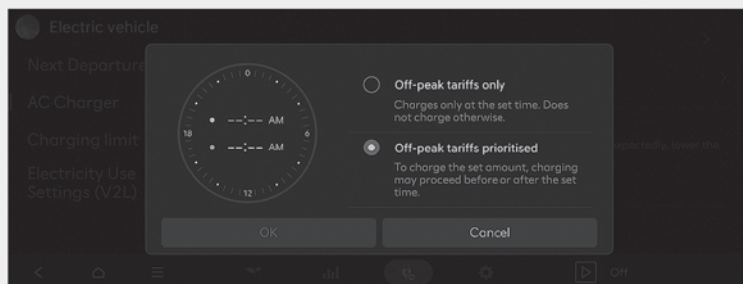 Electric vehicle
Next Departure
AC Charger
Charging limit
Electricity Use
Settings (V2L)
0
6
12
18
--:-- AM
--:-- AM
Off-peak tariffs only
Charges only at the set time. Does
not charge otherwise.
Off-peak tariffs prioritised
To charge the set amount, charging
may proceed before or after the set
time.
lower the
OK
Cancel
Off